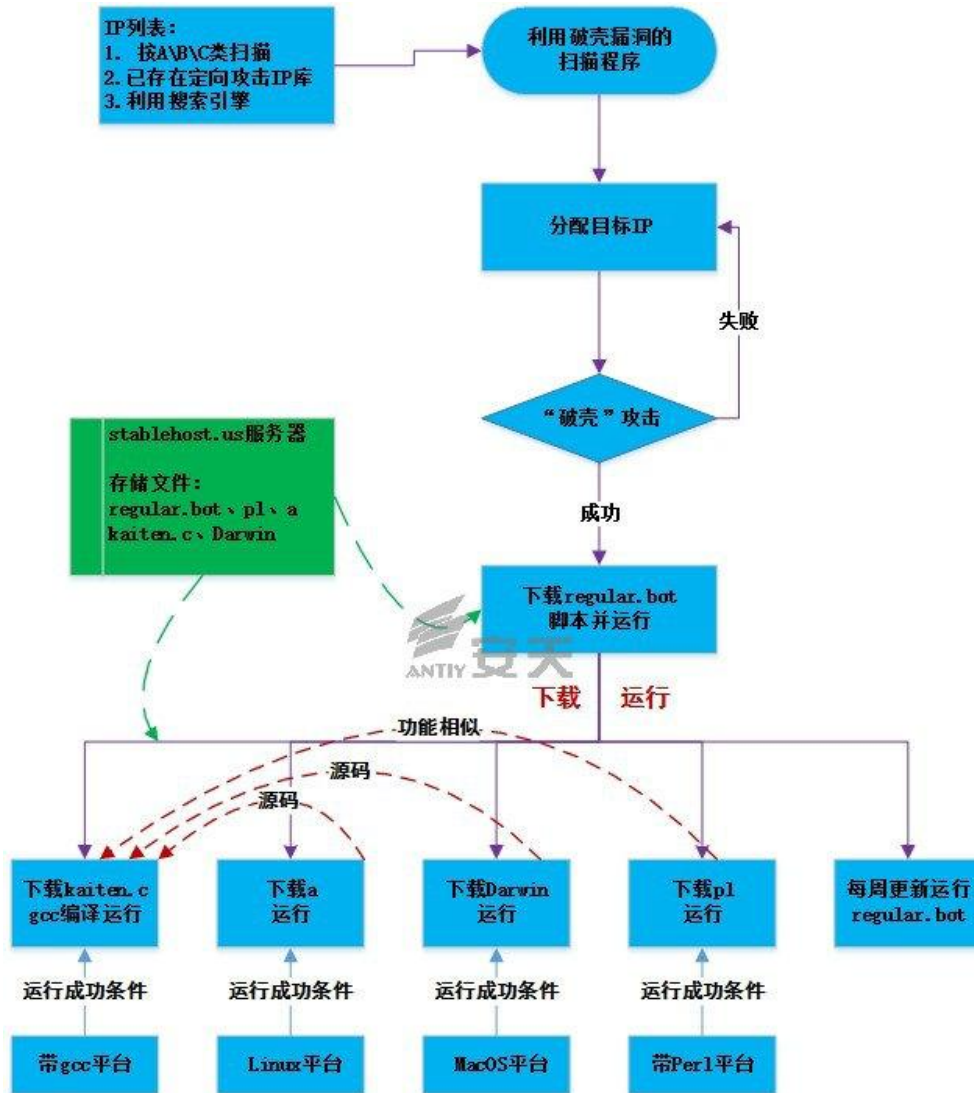 IP列表：
1. 按A\B\C类扫描
2.已存在定向攻击IP库
3.利用搜索引擎
利用破壳漏洞的
扫描程序
分配目标IP
失败
“破壳”攻击
stablehost.us服务器
存储文件：
regular.bot、pl、a
kaiten.c、Darwin
成功
下载regular.bot
脚本并运行
ANTIY 安天
下载 运行
功能相似
源码
源码
下载kaiten.c
gcc编译运行
下载a
运行
下载Darwin
运行
下载pl
运行
每周更新运行
regular.bot
运行成功条件
运行成功条件
运行成功条件
运行成功条件
带gcc平台
Linux平台
MacOS平台
带Perl平台